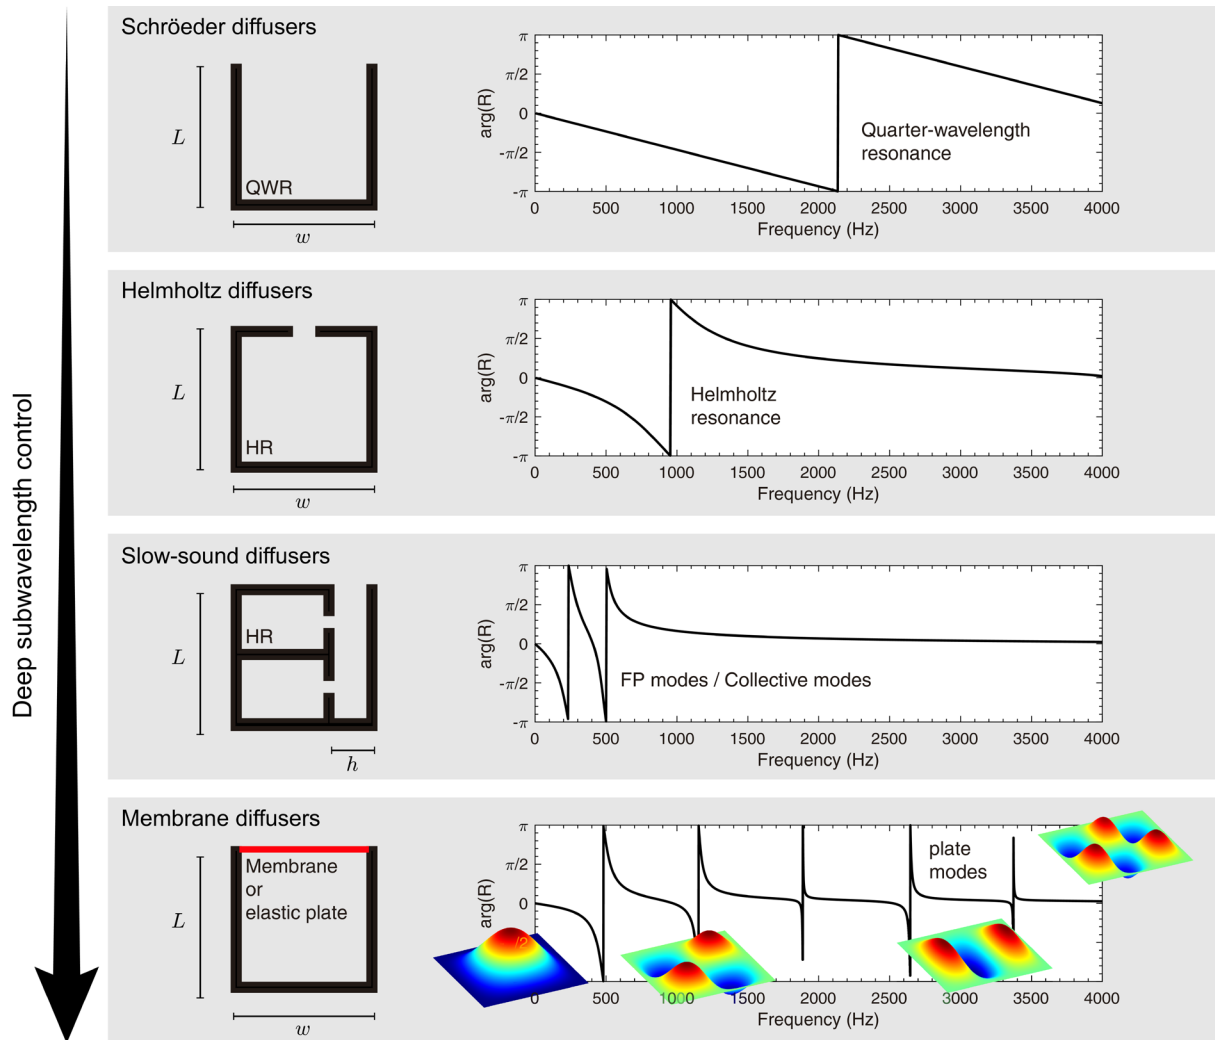 Deep subwavelength control
Schröeder diffusers
L
QWR
w
arg(R)
π
π/2
0
-π/2
-π
Quarter-wavelength
resonance
0 500 1000 1500 2000 2500 3000 3500 4000
Frequency (Hz)
Helmholtz diffusers
L
HR
w
arg(R)
π
π/2
0
-π/2
-π
Helmholtz
resonance
0 500 1000 1500 2000 2500 3000 3500 4000
Frequency (Hz)
Slow-sound diffusers
L
HR
h
arg(R)
π
π/2
0
-π/2
-π
FP modes / Collective modes
0 500 1000 1500 2000 2500 3000 3500 4000
Frequency (Hz)
Membrane diffusers
L
Membrane
or
elastic plate
w
arg(R)
π
π/2
0
/2
plate
modes
0 500 1000 1500 2000 2500 3000 3500 4000
Frequency (Hz)